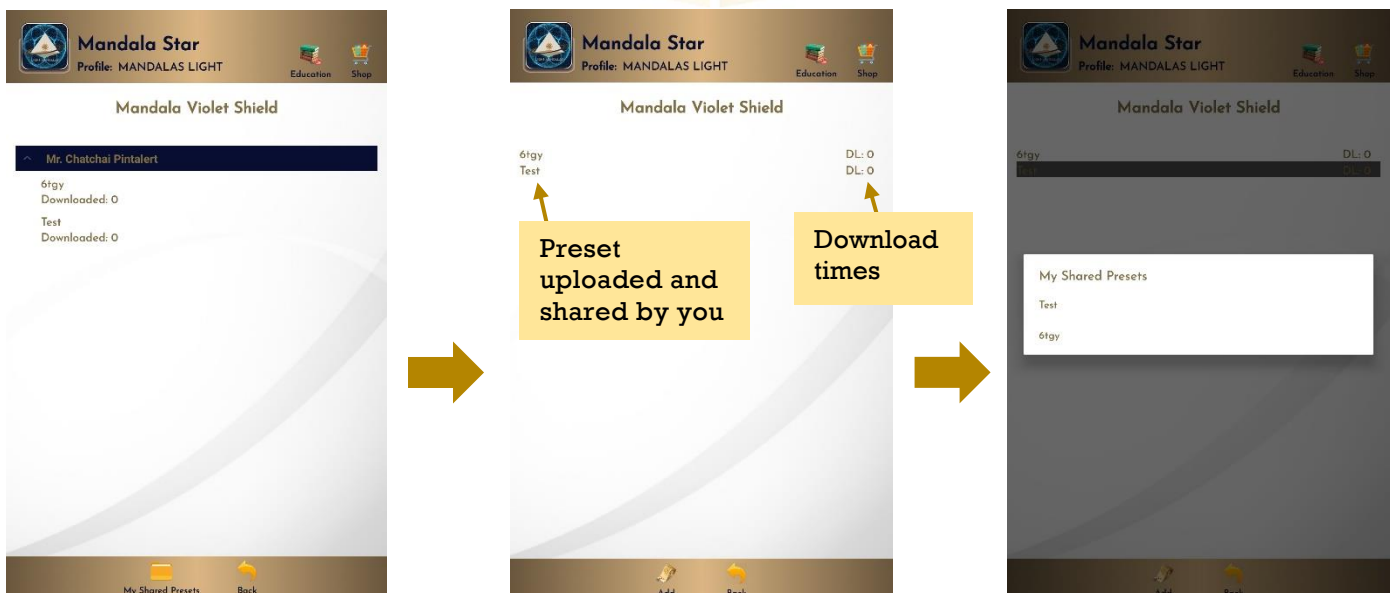 Mandala Star
Profile: MANDALAS LIGHT
Education
Shop
Mandala Violet Shield
Mr. Chatchai Pintalert
6tgy
Downloaded: 0
Test
Downloaded: 0
My Shared Presets
Back
Mandala Star
Profile: MANDALAS LIGHT
Education
Shop
Mandala Violet Shield
6tgy
DL: 0
Test
DL: 0
Preset
uploaded and
shared by you
Download
times
Add
Back
Mandala Star
Profile: MANDALAS LIGHT
Education
Shop
Mandala Violet Shield
6tgy
DL: 0
Test
DL: 0
My Shared Presets
Test
6tgy
Add
Back